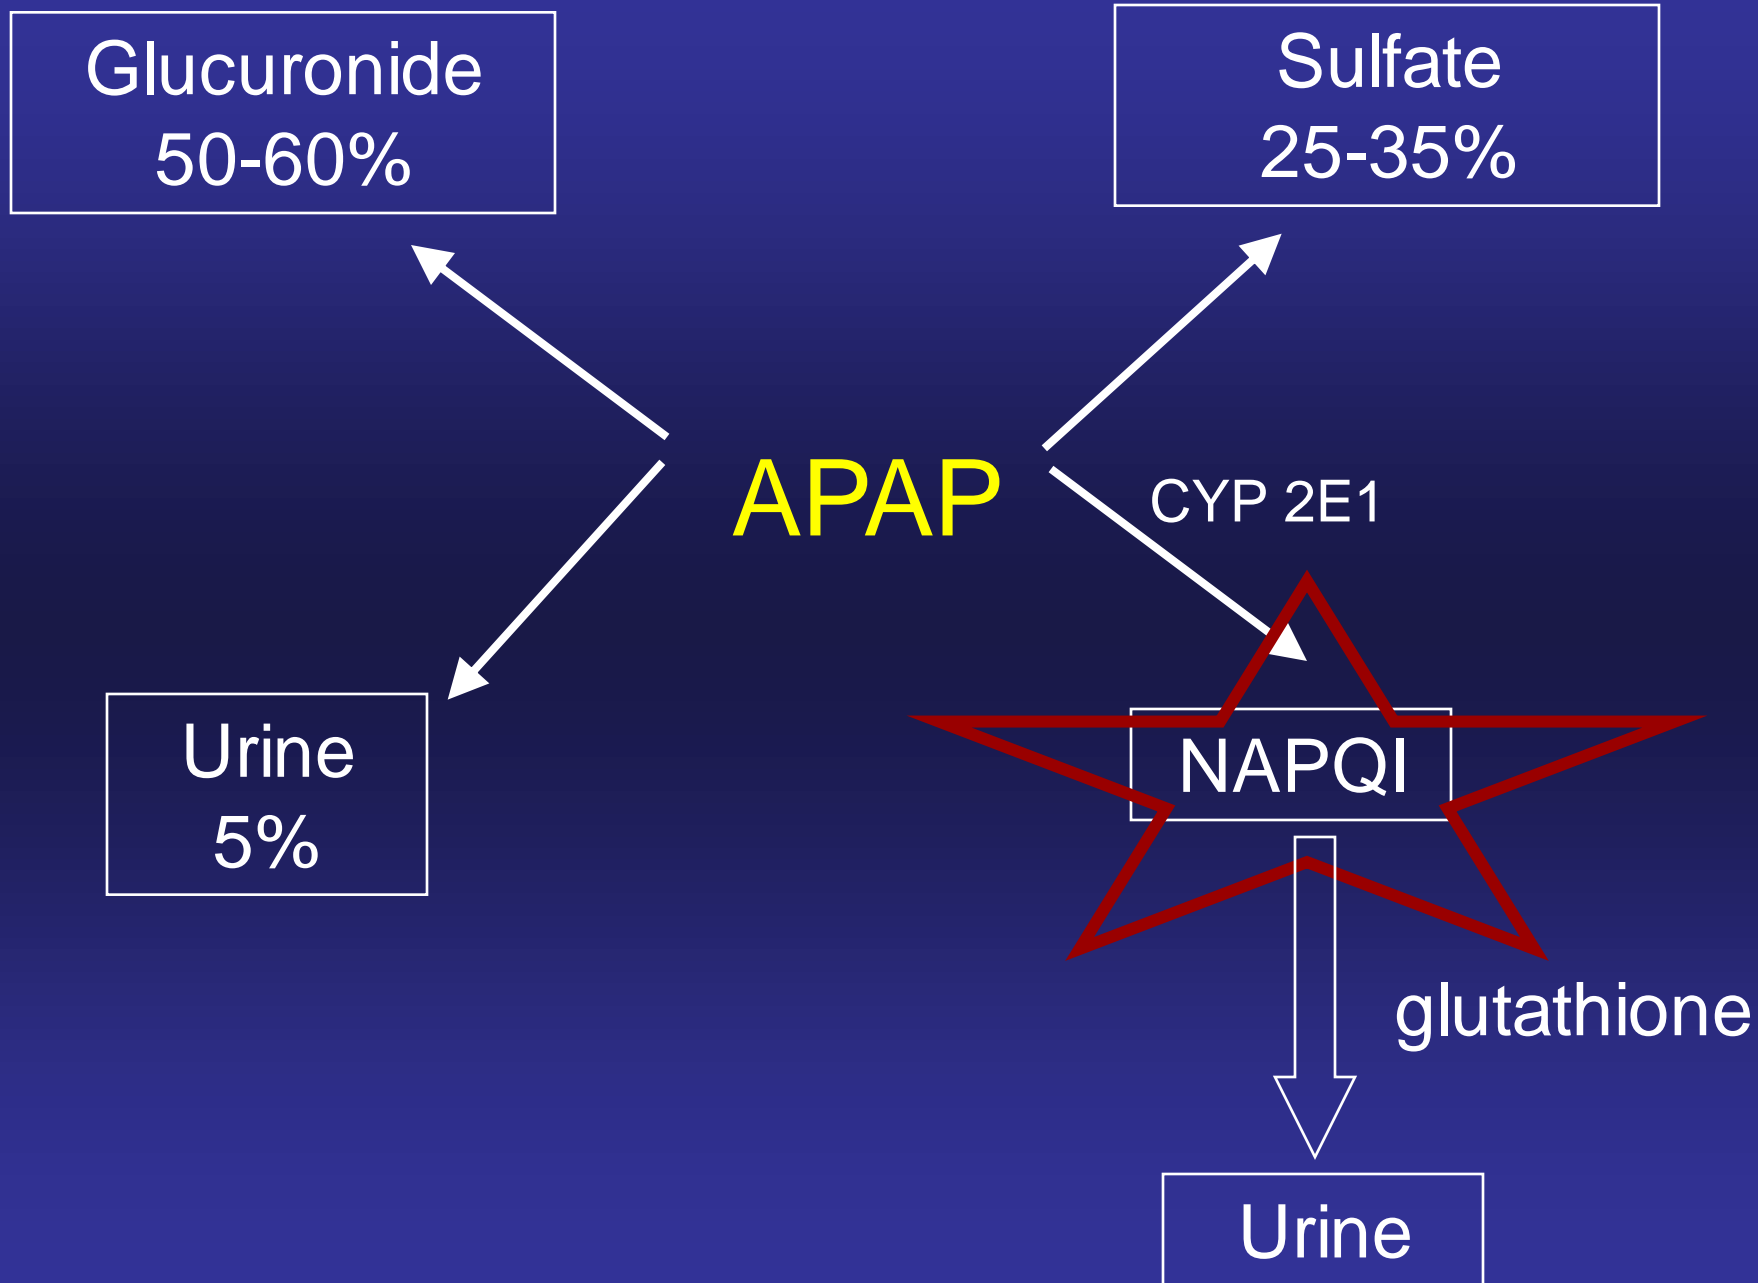 Glucuronide
50-60%
Sulfate
25-35%
APAP
CYP 2E1
Urine
5%
NAPQI
glutathione
Urine